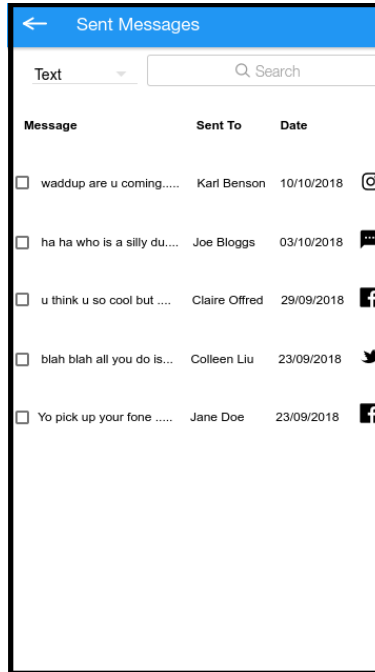 Sent Messages
Text Search
Message Sent To Date
waddup are u coming..... Karl Benson 10/10/2018
ha ha who is a silly du.... Joe Bloggs 03/10/2018
u think u so cool but .... Claire Offred 29/09/2018
blah blah all you do is... Colleen Liu 23/09/2018
Yo pick up your fone ..... Jane Doe 23/09/2018